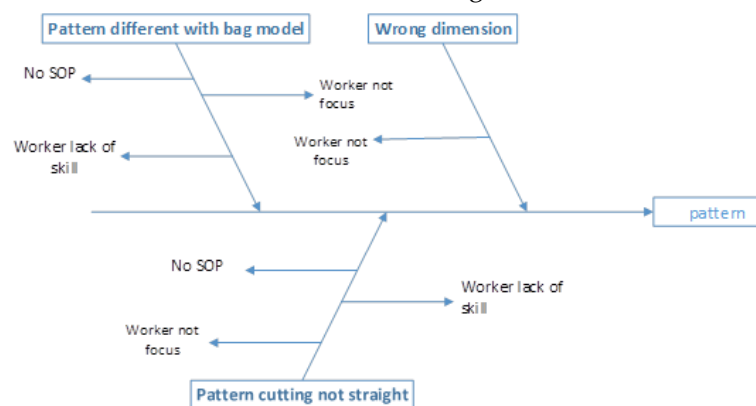 Pattern different with bag model
Wrong dimension
No SOP
Worker not
focus
Worker not
focus
Worker lack of
skill
pattern
No SOP
Worker lack of
skill
Worker not
focus
Pattern cutting not straight